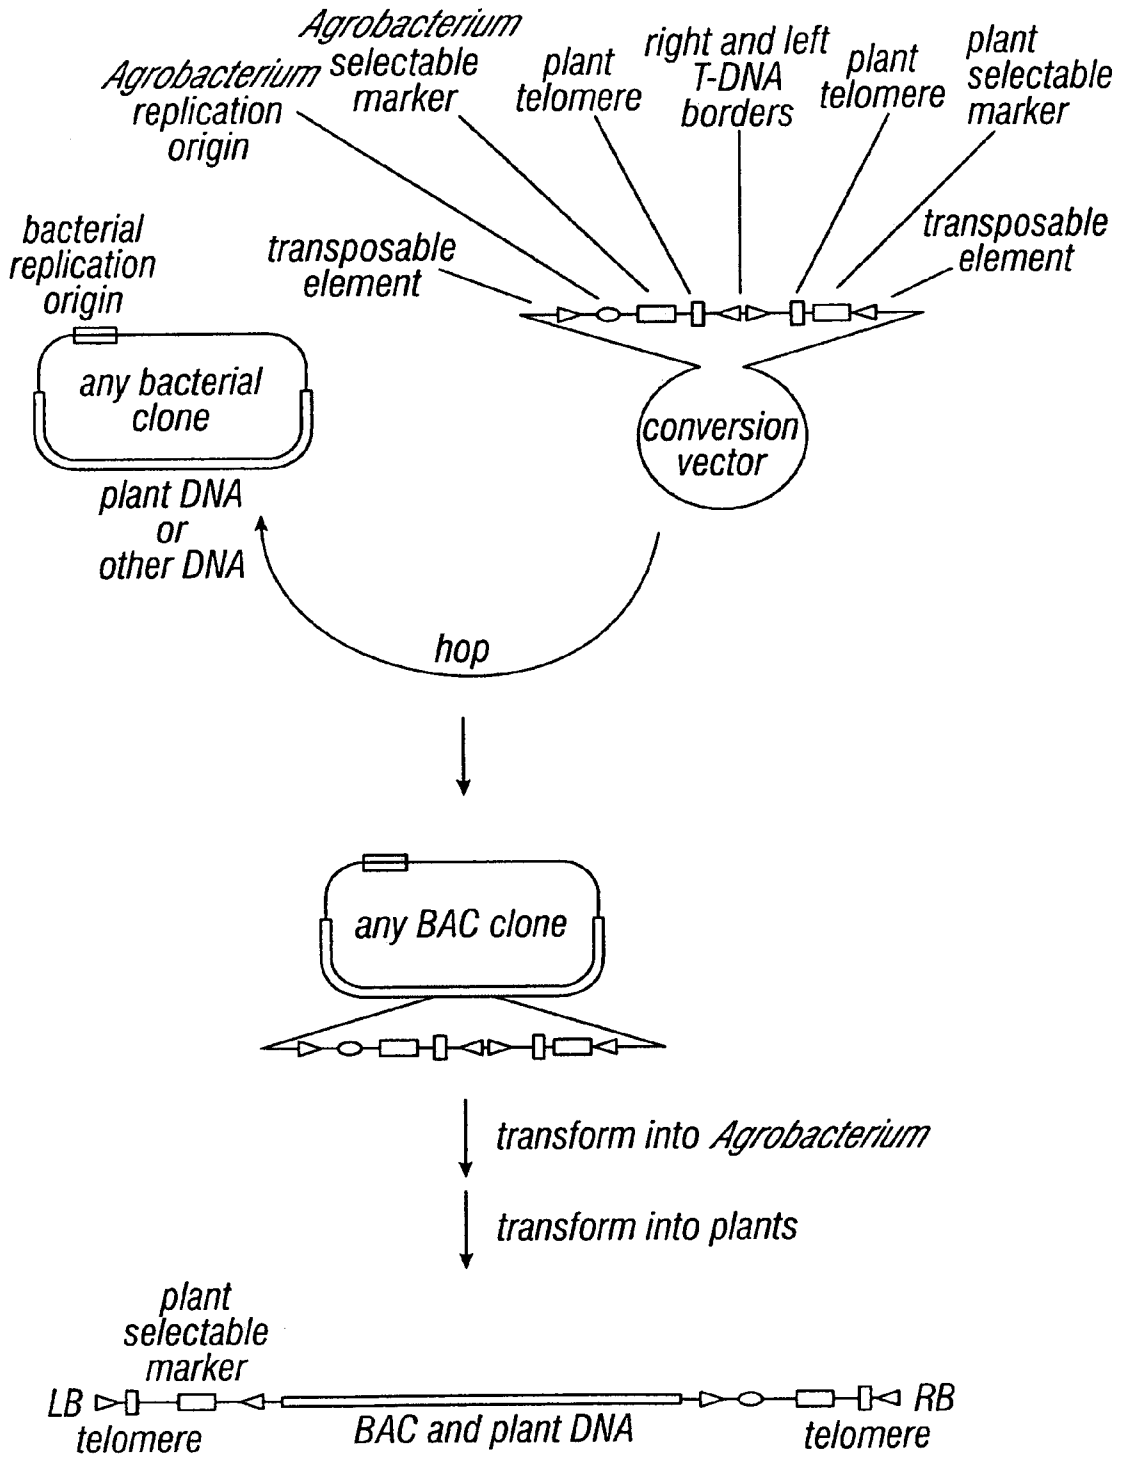 Agrobacterium
replication
origin
Agrobacterium
selectable
marker
plant
telomere
right and left
T-DNA
borders
plant
telomere
plant
selectable
marker
bacterial
replication
origin
transposable
element
transposable
element
any bacterial
clone
conversion
vector
plant DNA
or
other DNA
hop
any BAC clone
transform into Agrobacterium
transform into plants
plant
selectable
marker
LB
RB
telomere
BAC and plant DNA
telomere